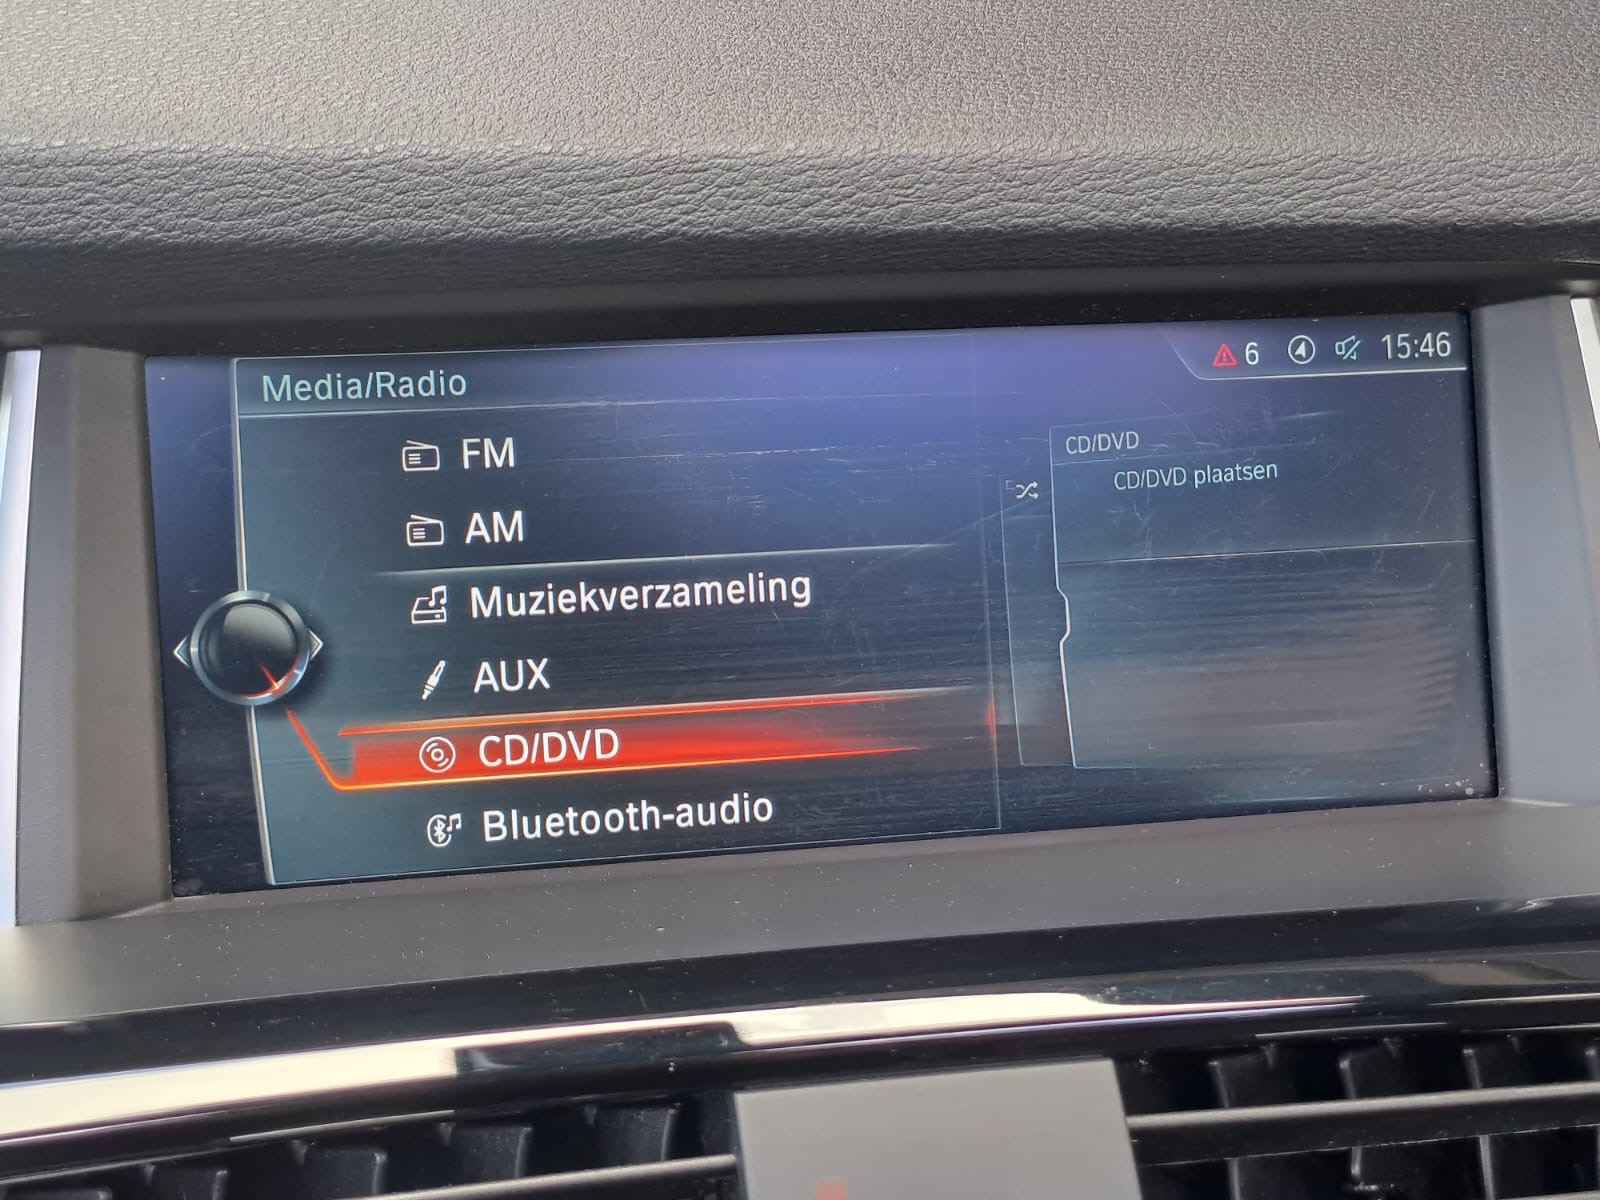 Media/Radio
6 15:46
FM
AM
Muziekverzameling
AUX
CD/DVD
Bluetooth-audio
CD/DVD
CD/DVD plaatsen